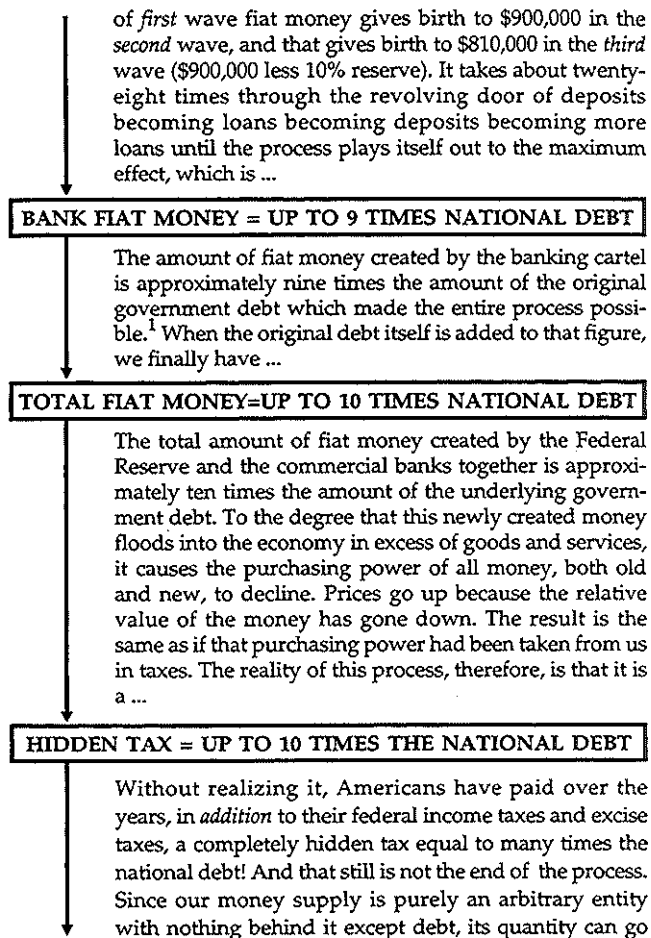 of first wave fiat money gives birth to $900,000 in the
second wave, and that gives birth to $810,000 in the third
wave ($900,000 less 10% reserve). It takes about twenty-
eight times through the revolving door of deposits
becoming loans becoming deposits becoming more
loans until the process plays itself out to the maximum
effect, which is ...
BANK FIAT MONEY = UP TO 9 TIMES NATIONAL DEBT
The amount of fiat money created by the banking cartel
is approximately nine times the amount of the original
government debt which made the entire process possi-
ble.1 When the original debt itself is added to that figure,
we finally have ...
TOTAL FIAT MONEY=UP TO 10 TIMES NATIONAL DEBT
The total amount of fiat money created by the Federal
Reserve and the commercial banks together is approxi-
mately ten times the amount of the underlying govern-
ment debt. To the degree that this newly created money
floods into the economy in excess of goods and services,
it causes the purchasing power of all money, both old
and new, to decline. Prices go up because the relative
value of the money has gone down. The result is the
same as if that purchasing power had been taken from us
in taxes. The reality of this process, therefore, is that it is
a ...
HIDDEN TAX = UP TO 10 TIMES THE NATIONAL DEBT
Without realizing it, Americans have paid over the
years, in addition to their federal income taxes and excise
taxes, a completely hidden tax equal to many times the
national debt! And that still is not the end of the process.
Since our money supply is purely an arbitrary entity
with nothing behind it except debt, its quantity can go